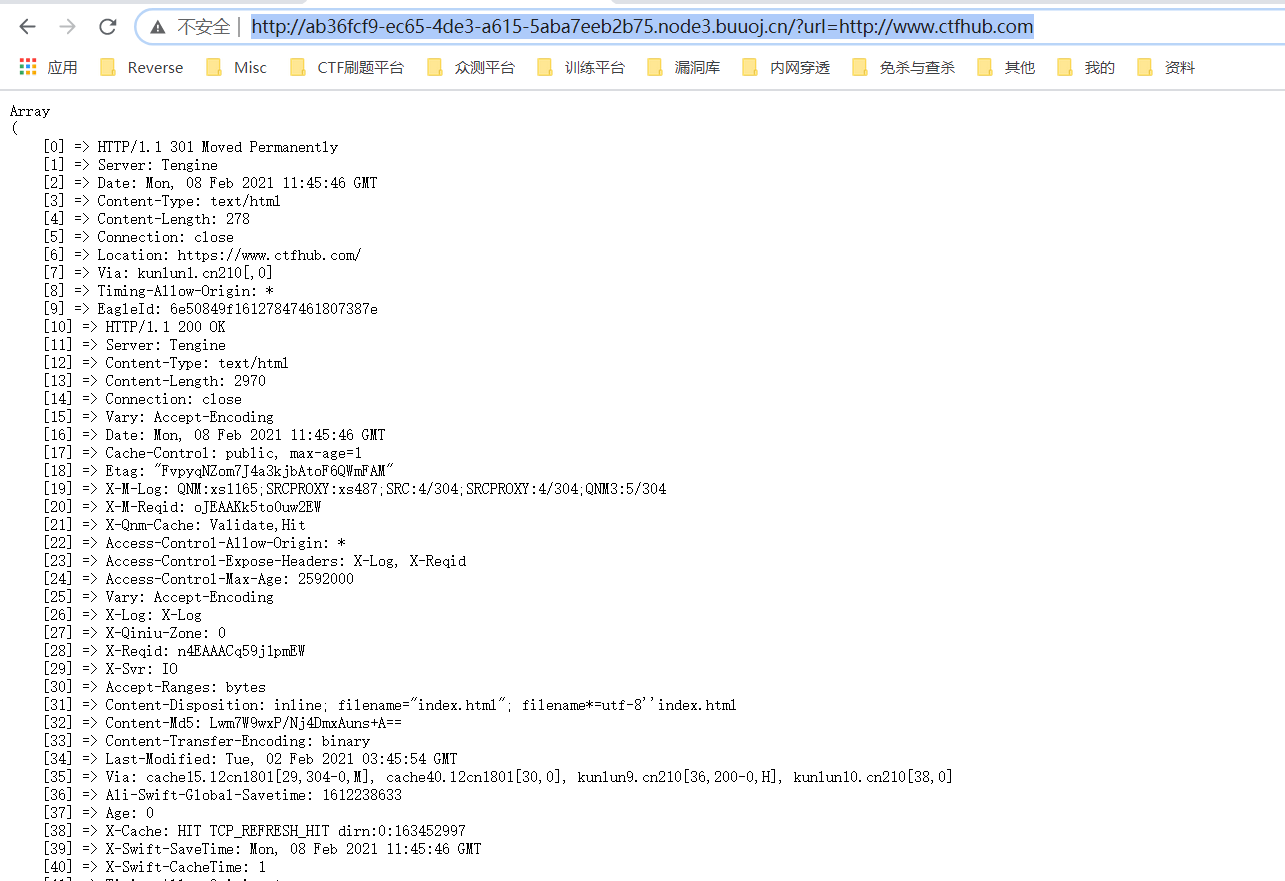 不安全 | http://ab36fcf9-ec65-4de3-a615-5aba7eeb2b75.node3.buuoj.cn/?url=http://www.ctfhub.com
应用 Reverse Misc CTF刷题平台 众测平台 训练平台 漏洞库 内网穿透 免杀与查杀 其他 我的 资料
Array
(
[0] => HTTP/1.1 301 Moved Permanently
[1] => Server: Tengine
[2] => Date: Mon, 08 Feb 2021 11:45:46 GMT
[3] => Content-Type: text/html
[4] => Content-Length: 278
[5] => Connection: close
[6] => Location: https://www.ctfhub.com/
[7] => Via: kunlun1.cn210[,0]
[8] => Timing-Allow-Origin: *
[9] => EagleId: 6e50849f16127847461807387e
[10] => HTTP/1.1 200 OK
[11] => Server: Tengine
[12] => Content-Type: text/html
[13] => Content-Length: 2970
[14] => Connection: close
[15] => Vary: Accept-Encoding
[16] => Date: Mon, 08 Feb 2021 11:45:46 GMT
[17] => Cache-Control: public, max-age=1
[18] => Etag: "FvpyqNZom7J4a3kjbAtoF6QWmFAM"
[19] => X-M-Log: QNM:xs1165;SRCPROXY:xs487;SRC:4/304;SRCPROXY:4/304;QNM3:5/304
[20] => X-M-Reqid: oJEAAKk5toOuw2EW
[21] => X-Qnm-Cache: Validate,Hit
[22] => Access-Control-Allow-Origin: *
[23] => Access-Control-Expose-Headers: X-Log, X-Reqid
[24] => Access-Control-Max-Age: 2592000
[25] => Vary: Accept-Encoding
[26] => X-Log: X-Log
[27] => X-Qiniu-Zone: 0
[28] => X-Reqid: n4EAAACq59jlpmEW
[29] => X-Svr: IO
[30] => Accept-Ranges: bytes
[31] => Content-Disposition: inline; filename="index.html"; filename*=utf-8''index.html
[32] => Content-Md5: Lwm7W9wxP/Nj4DmxAuns+A==
[33] => Content-Transfer-Encoding: binary
[34] => Last-Modified: Tue, 02 Feb 2021 03:45:54 GMT
[35] => Via: cache15.l2cn1801[29,304-0,M], cache40.l2cn1801[30,0], kunlun9.cn210[36,200-0,H], kunlun10.cn210[38,0]
[36] => Ali-Swift-Global-Savetime: 1612238633
[37] => Age: 0
[38] => X-Cache: HIT TCP_REFRESH_HIT dirn:0:163452997
[39] => X-Swift-SaveTime: Mon, 08 Feb 2021 11:45:46 GMT
[40] => X-Swift-CacheTime: 1